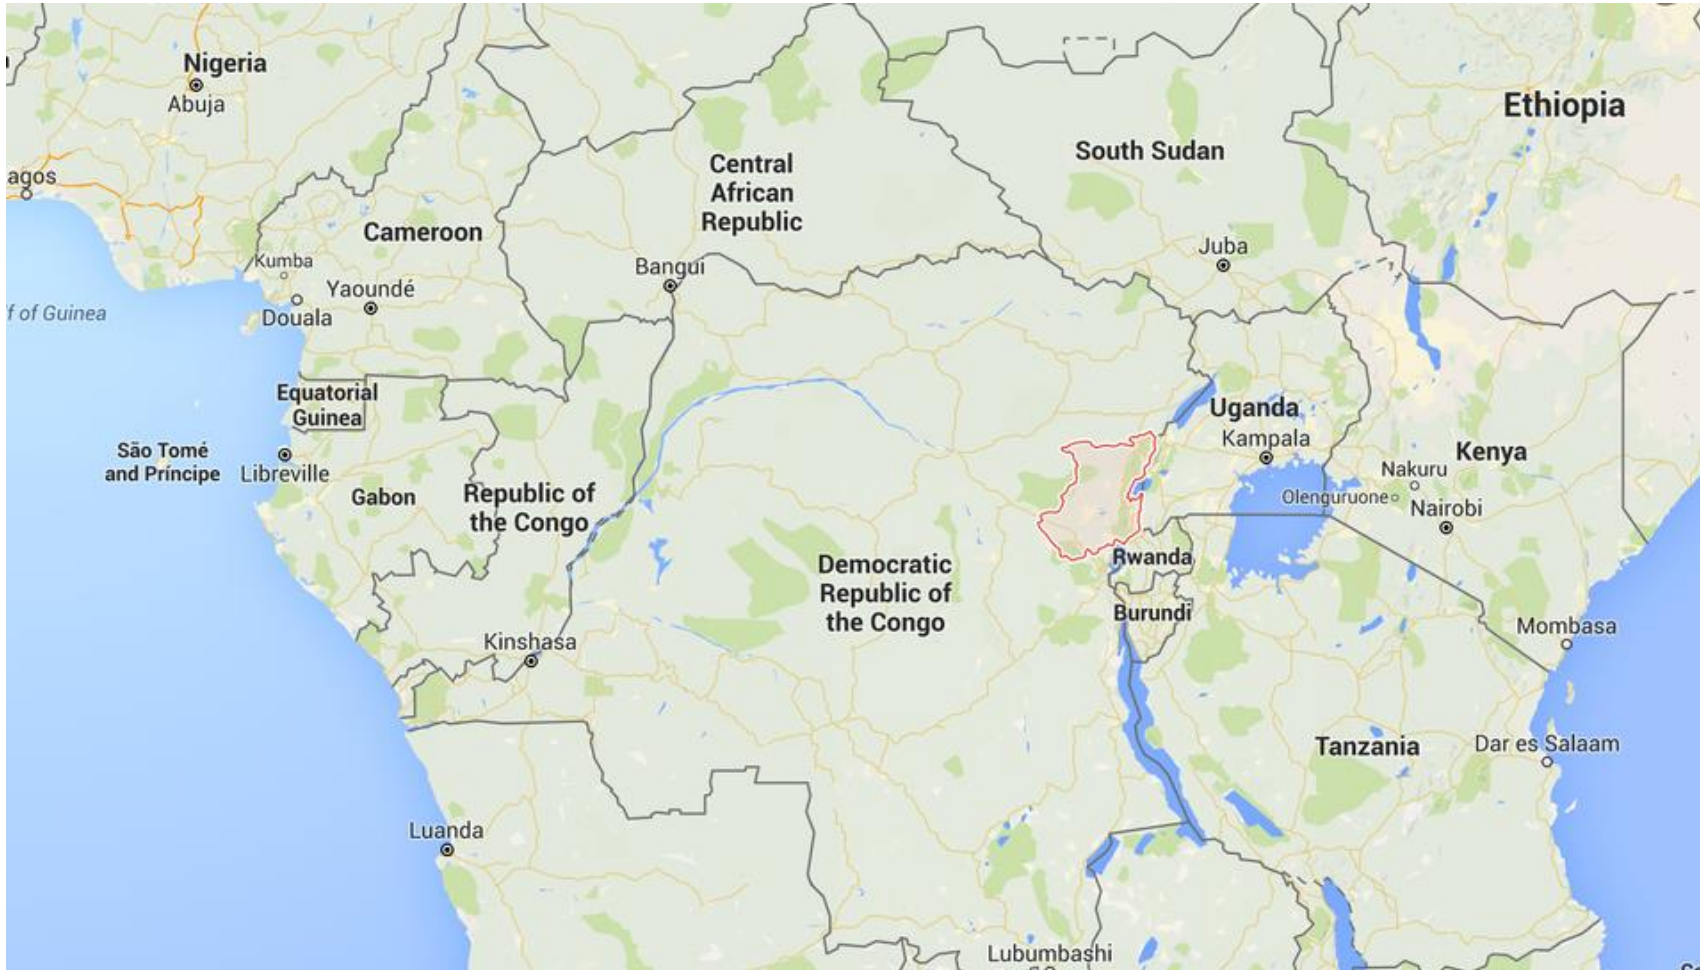 Nigeria
Abuja
Ethiopia
South Sudan
Central
African
Republic
agos
Cameroon
Juba
Kumba
Bangui
Yaoundé
f of Guinea
Douala
Equatorial
Guinea
Uganda
Kampala
São Tomé
and Príncipe
Libreville
Kenya
Nakuru
Gabon
Republic of
the Congo
Olenguruone
Nairobi
Democratic
Republic of
the Congo
Rwanda
Burundi
Kinshasa
Mombasa
Tanzania
Dar es Salaam
Luanda
Lubumbashi